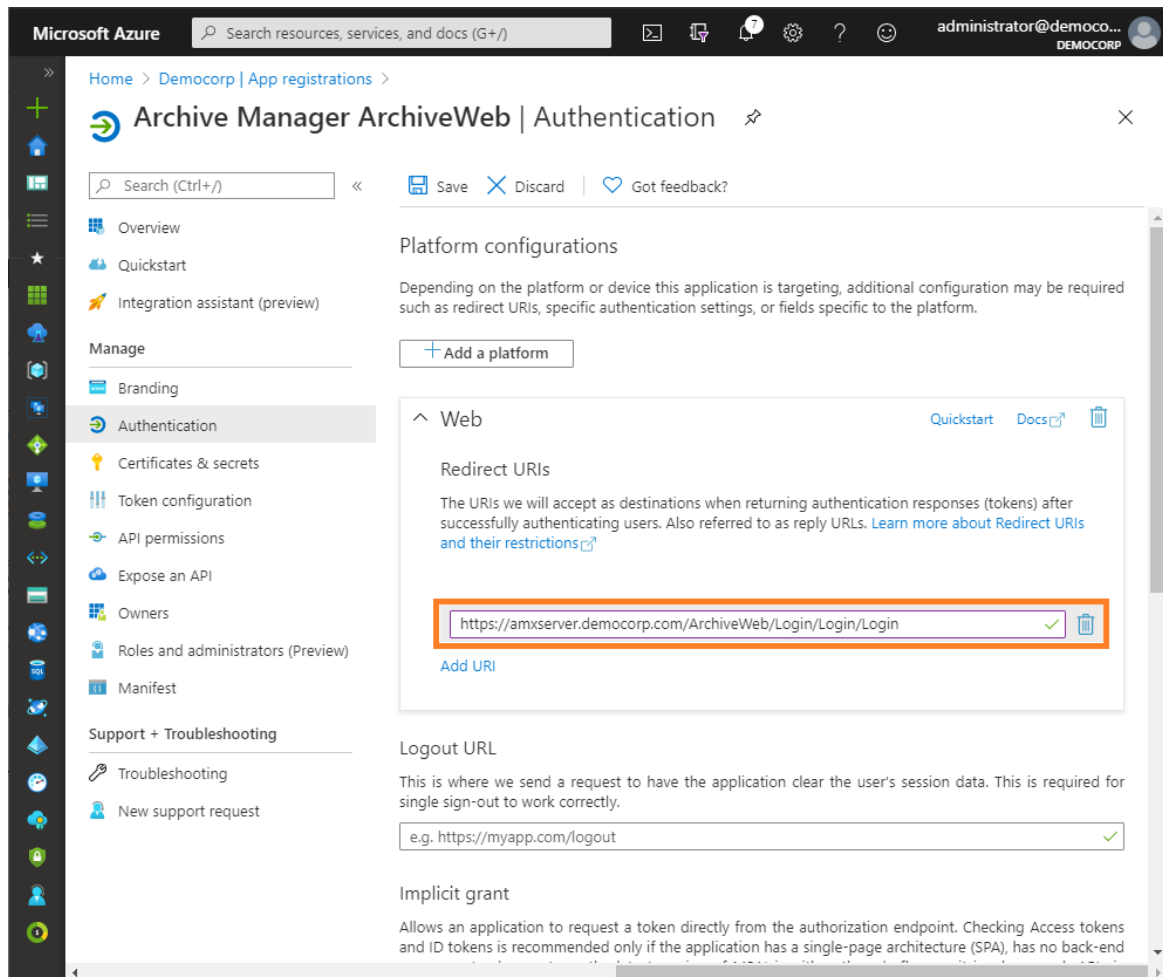 Microsoft Azure
Search resources, services, and docs (G+/)
7
administrator@democo...
DEMOCORP
Home > Democorp | App registrations >
Archive Manager ArchiveWeb | Authentication
Search (Ctrl+/)
Save Discard Got feedback?
Overview
Quickstart
Integration assistant (preview)
Manage
Branding
Authentication
Certificates & secrets
Token configuration
API permissions
Expose an API
Owners
Roles and administrators (Preview)
Manifest
Support + Troubleshooting
Troubleshooting
New support request
Platform configurations
Depending on the platform or device this application is targeting, additional configuration may be required
such as redirect URIs, specific authentication settings, or fields specific to the platform.
Add a platform
Web
Quickstart Docs
Redirect URIs
The URIs we will accept as destinations when returning authentication responses (tokens) after
successfully authenticating users. Also referred to as reply URLs. Learn more about Redirect URIs
and their restrictions
https://amxserver.democorp.com/ArchiveWeb/Login/Login/Login
Add URI
Logout URL
This is where we send a request to have the application clear the user's session data. This is required for
single sign-out to work correctly.
e.g. https://myapp.com/logout
Implicit grant
Allows an application to request a token directly from the authorization endpoint. Checking Access tokens
and ID tokens is recommended only if the application has a single-page architecture (SPA), has no back-end